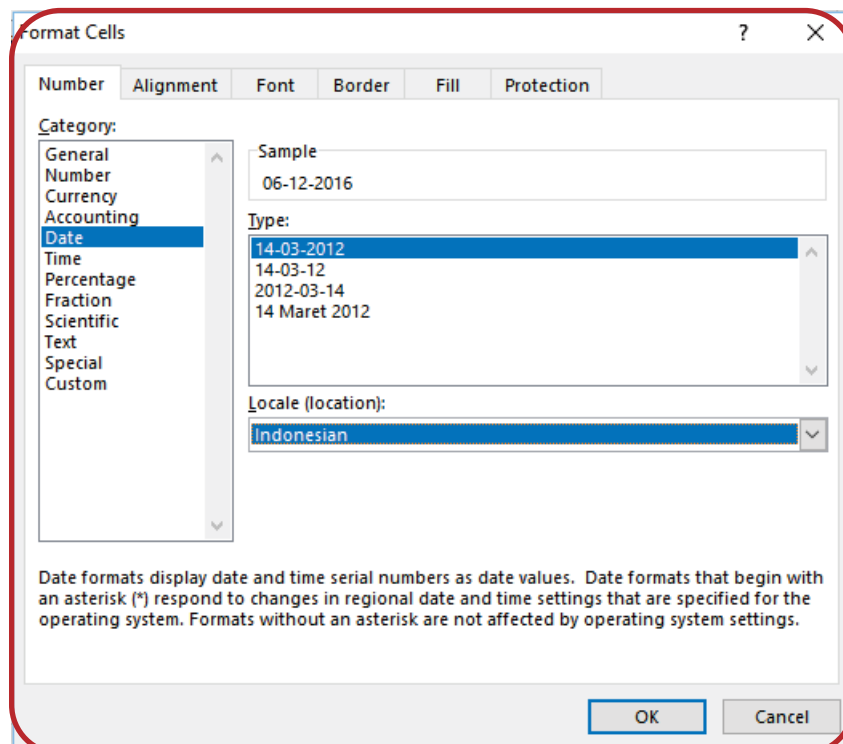 Format Cells
?
Number Alignment Font Border Fill Protection
Category:
General
Number
Currency
Accounting
Date
Time
Percentage
Fraction
Scientific
Text
Special
Custom
Sample
06-12-2016
Type:
14-03-2012
14-03-12
2012-03-14
14 Maret 2012
Locale (location):
Indonesian
Date formats display date and time serial numbers as date values. Date formats that begin with
an asterisk (*) respond to changes in regional date and time settings that are specified for the
operating system. Formats without an asterisk are not affected by operating system settings.
OK Cancel